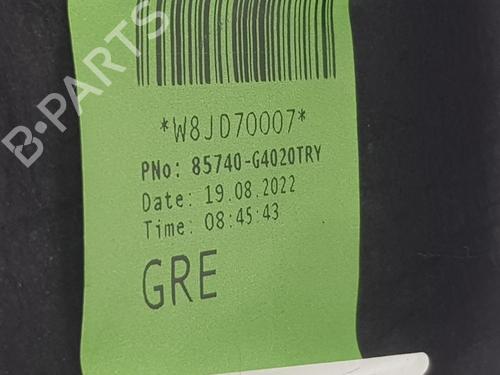 B-PARTS
*W8JD70007*
PNo: 85740-G4020TRY
Date: 19.08.2022
Time: 08:45:43
GRE